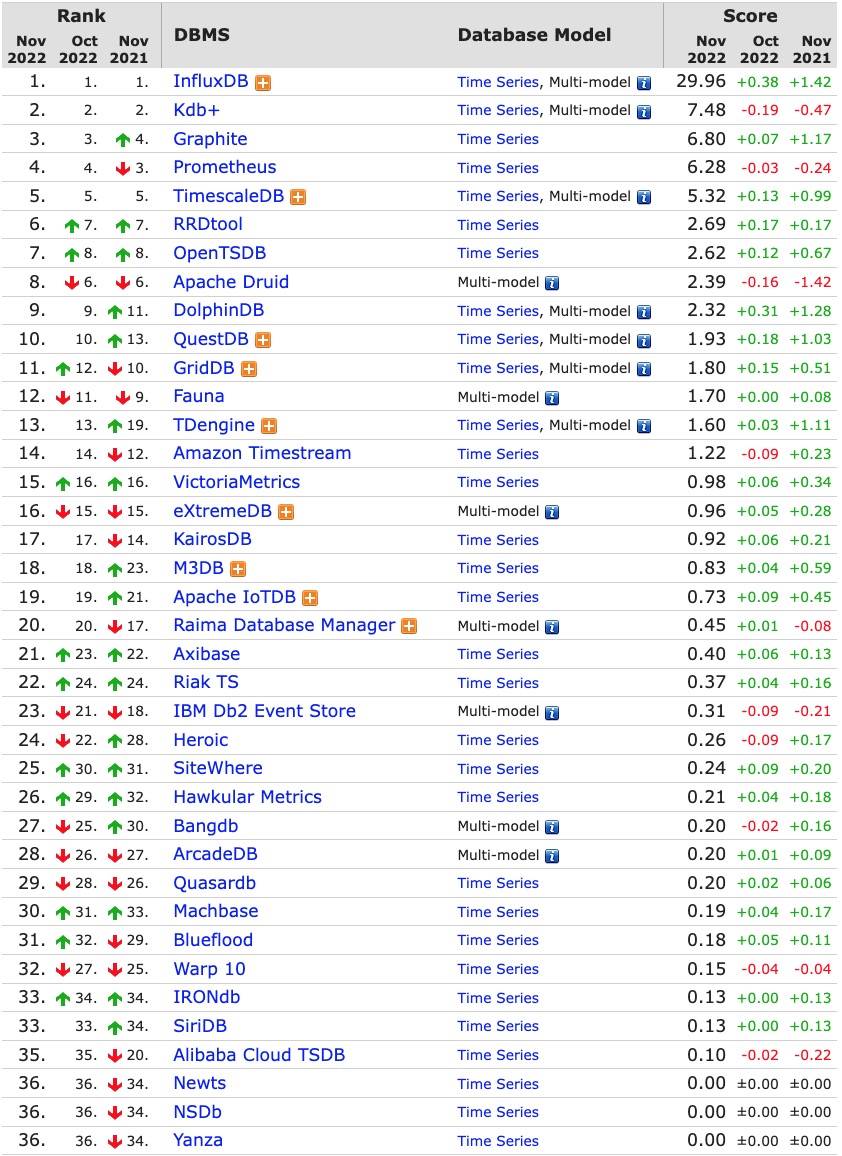 Rank DBMS Database Model Score
Nov 2022 Oct 2022 Nov 2021 Nov 2022 Oct 2022 Nov 2021
1. 1. 1. InfluxDB Time Series, Multi-model 29.96 +0.38 +1.42
2. 2. 2. Kdb+ Time Series, Multi-model 7.48 -0.19 -0.47
3. 3. 4. Graphite Time Series 6.80 +0.07 +1.17
4. 4. 3. Prometheus Time Series 6.28 -0.03 -0.24
5. 5. 5. TimescaleDB Time Series, Multi-model 5.32 +0.13 +0.99
6. 7. 7. RRDtool Time Series 2.69 +0.17 +0.17
7. 8. 8. OpenTSDB Time Series 2.62 +0.12 +0.67
8. 6. 6. Apache Druid Multi-model 2.39 -0.16 -1.42
9. 9. 11. DolphinDB Time Series, Multi-model 2.32 +0.31 +1.28
10. 10. 13. QuestDB Time Series, Multi-model 1.93 +0.18 +1.03
11. 12. 10. GridDB Time Series, Multi-model 1.80 +0.15 +0.51
12. 11. 9. Fauna Multi-model 1.70 +0.00 +0.08
13. 13. 19. TDengine Time Series, Multi-model 1.60 +0.03 +1.11
14. 14. 12. Amazon Timestream Time Series 1.22 -0.09 +0.23
15. 16. 16. VictoriaMetrics Time Series 0.98 +0.06 +0.34
16. 15. 15. eXtremeDB Multi-model 0.96 +0.05 +0.28
17. 17. 14. KairosDB Time Series 0.92 +0.06 +0.21
18. 18. 23. M3DB Time Series 0.83 +0.04 +0.59
19. 19. 21. Apache IoTDB Time Series 0.73 +0.09 +0.45
20. 20. 17. Raima Database Manager Multi-model 0.45 +0.01 -0.08
21. 23. 22. Axibase Time Series 0.40 +0.06 +0.13
22. 24. 24. Riak TS Time Series 0.37 +0.04 +0.16
23. 21. 18. IBM Db2 Event Store Multi-model 0.31 -0.09 -0.21
24. 22. 28. Heroic Time Series 0.26 -0.09 +0.17
25. 30. 31. SiteWhere Time Series 0.24 +0.09 +0.20
26. 29. 32. Hawkular Metrics Time Series 0.21 +0.04 +0.18
27. 25. 30. Bangdb Multi-model 0.20 -0.02 +0.16
28. 26. 27. ArcadeDB Multi-model 0.20 +0.01 +0.09
29. 28. 26. Quasardb Time Series 0.20 +0.02 +0.06
30. 31. 33. Machbase Time Series 0.19 +0.04 +0.17
31. 32. 29. Blueflood Time Series 0.18 +0.05 +0.11
32. 27. 25. Warp 10 Time Series 0.15 -0.04 -0.04
33. 34. 34. IRONdb Time Series 0.13 +0.00 +0.13
33. 33. 34. SiriDB Time Series 0.13 +0.00 +0.13
35. 35. 20. Alibaba Cloud TSDB Time Series 0.10 -0.02 -0.22
36. 36. 34. Newts Time Series 0.00 ±0.00 ±0.00
36. 36. 34. NSDb Time Series 0.00 ±0.00 ±0.00
36. 36. 34. Yanza Time Series 0.00 ±0.00 ±0.00